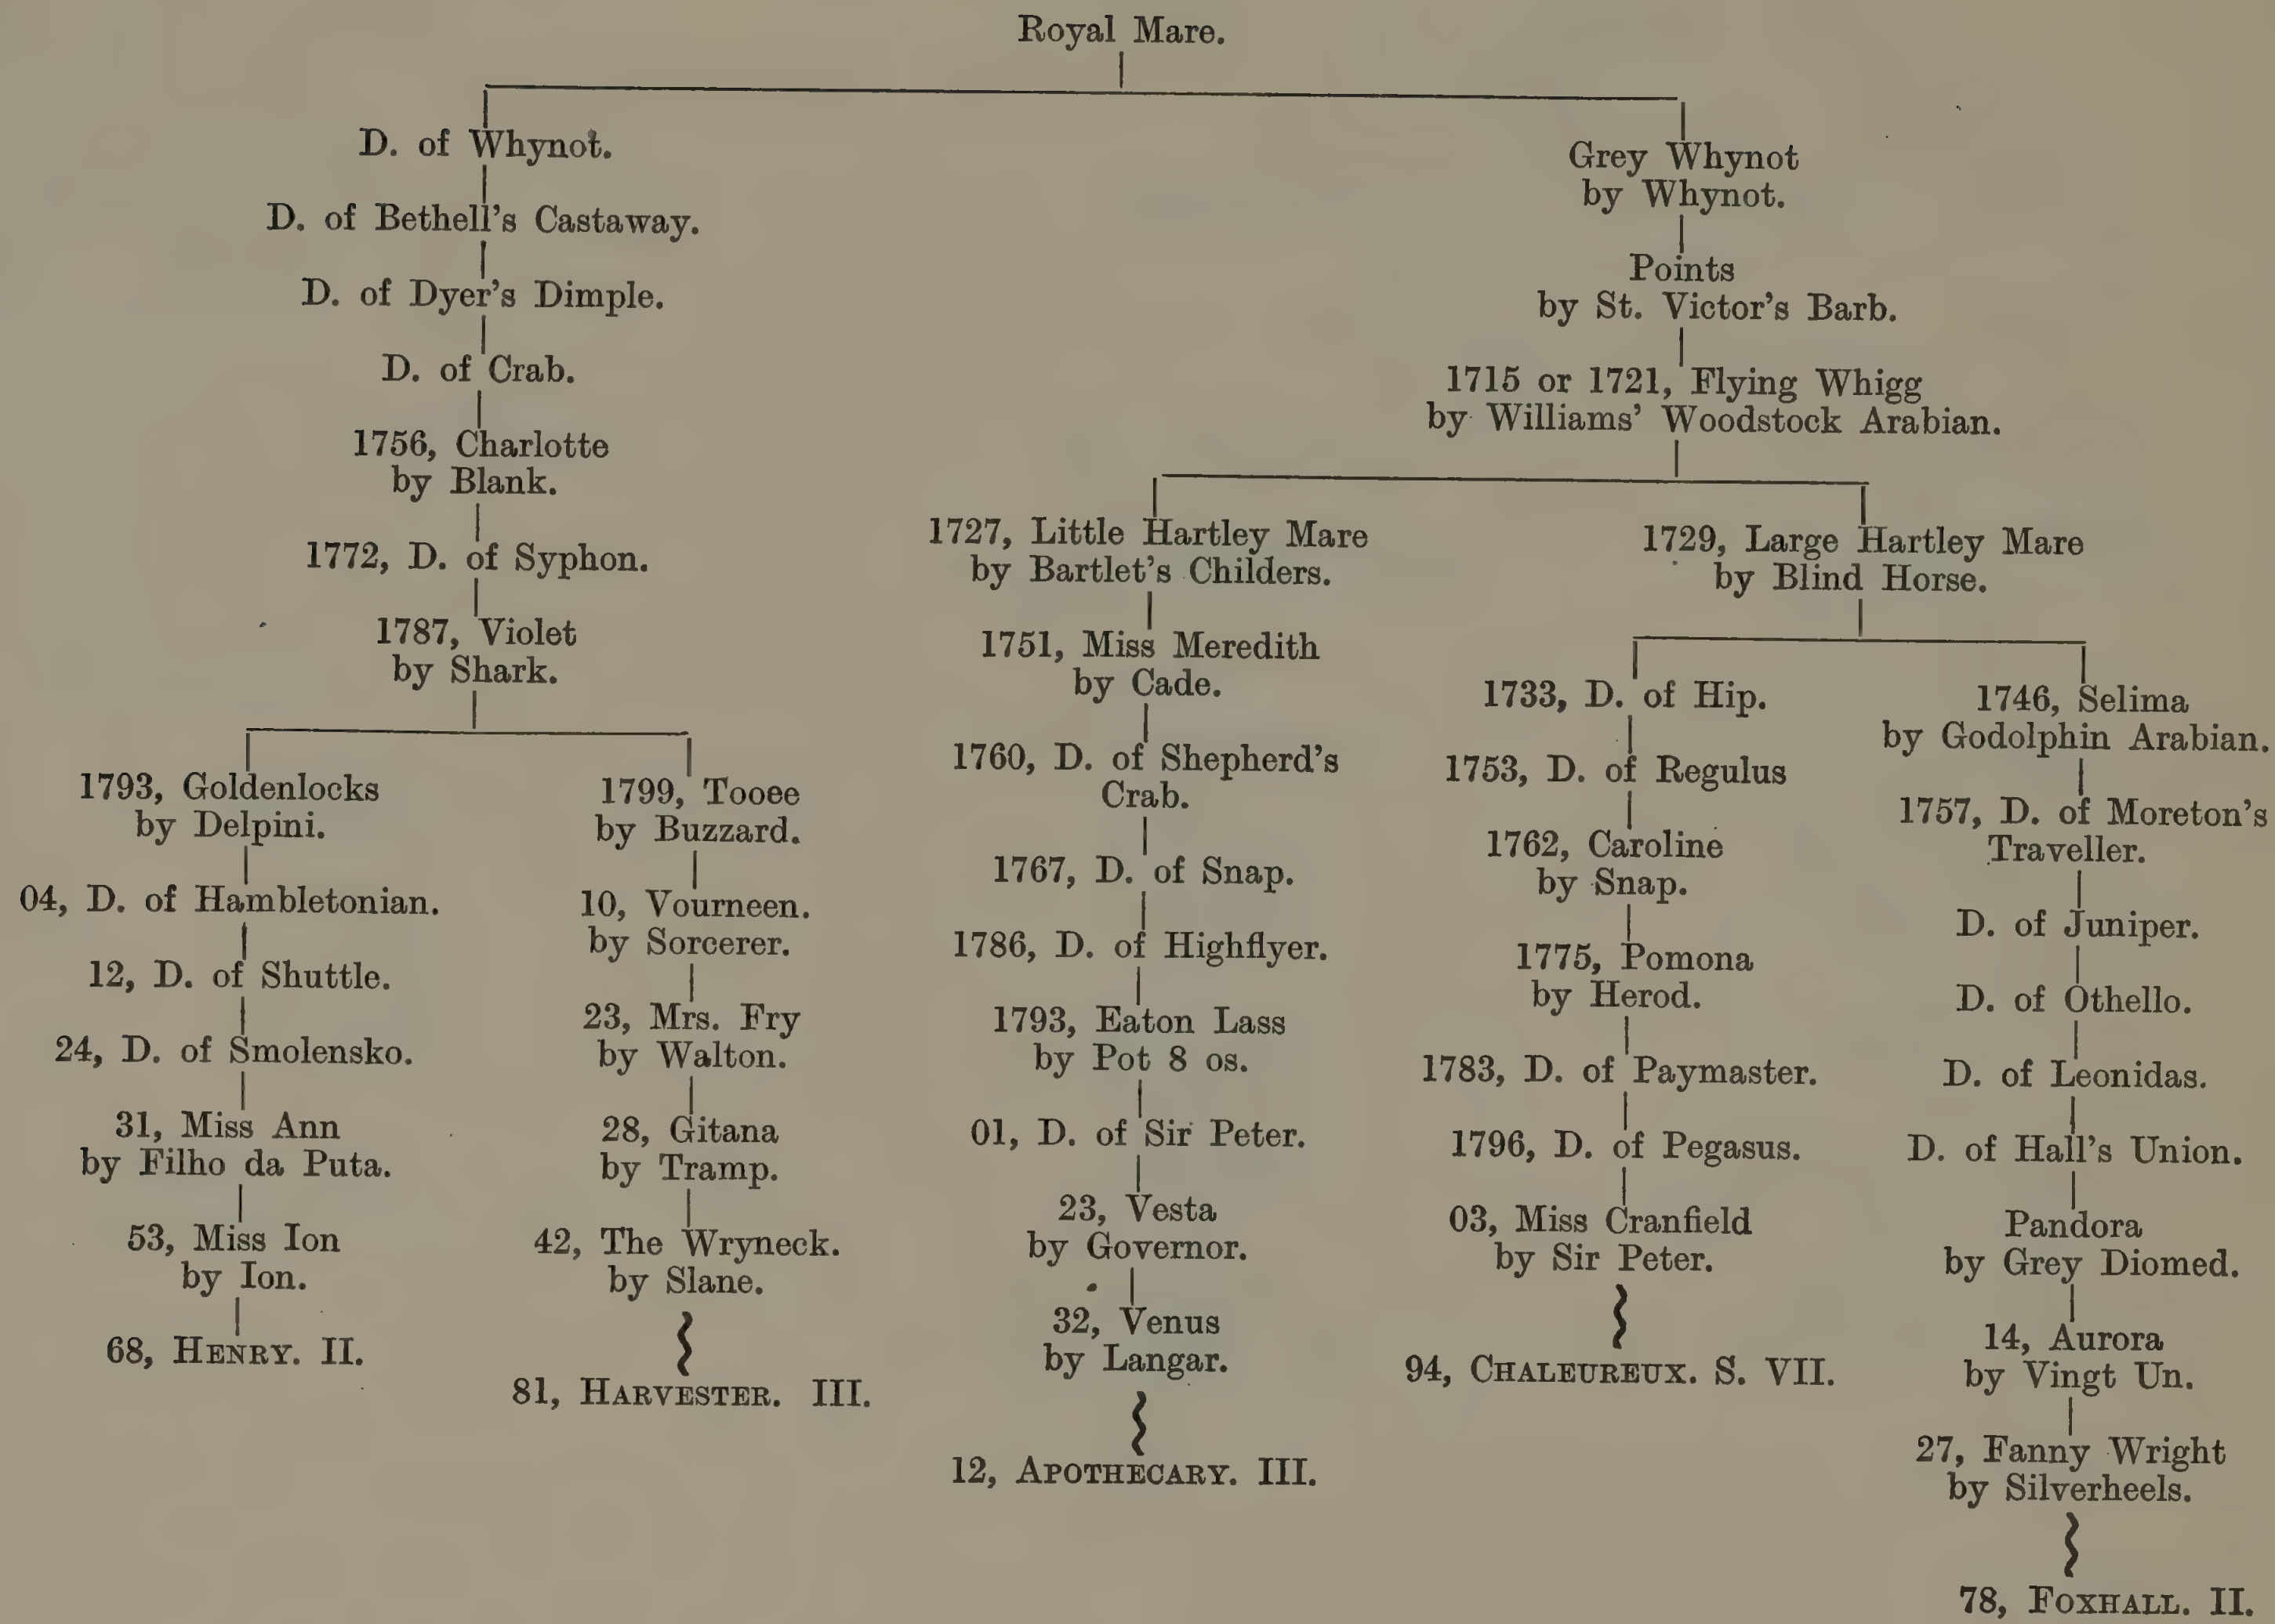 Royal Mare.
D. of Whynot.
D. of Bethell's Castaway.
D. of Dyer's Dimple.
D. of Crab.
1756, Charlotte
by Blank.
1772, D. of Syphon.
1787, Violet
by Shark.
1793, Goldenlocks
by Delpini.
04, D. of Hambletonian.
12, D. of Shuttle.
24, D. of Smolensko.
31, Miss Ann
by Filho da Puta.
53, Miss Ion
by Ion.
68, HENRY. II.
1799, Tooee
by Buzzard.
10, Vourneen.
by Sorcerer.
23, Mrs. Fry
by Walton.
28, Gitana
by Tramp.
42, The Wryneck.
by Slane.
81, HARVESTER. III.
Grey Whynot
by Whynot.
Points
by St. Victor's Barb.
1715 or 1721, Flying Whigg
by Williams' Woodstock Arabian.
1727, Little Hartley Mare
by Bartlet's Childers.
1751, Miss Meredith
by Cade.
1760, D. of Shepherd's
Crab.
1767, D. of Snap.
1786, D. of Highflyer.
1793, Eaton Lass
by Pot 8 os.
01, D. of Sir Peter.
23, Vesta
by Governor.
32, Venus
by Langar.
12, APOTHECARY. III.
1729, Large Hartley Mare
by Blind Horse.
1733, D. of Hip.
1753, D. of Regulus
1762, Caroline
by Snap.
1775, Pomona
by Herod.
1783, D. of Paymaster.
1796, D. of Pegasus.
03, Miss Cranfield
by Sir Peter.
94, CHALEUREUX. S. VII.
1746, Selima
by Godolphin Arabian.
1757, D. of Moreton's
Traveller.
D. of Juniper.
D. of Othello.
D. of Leonidas.
D. of Hall's Union.
Pandora
by Grey Diomed.
14, Aurora
by Vingt Un.
27, Fanny Wright
by Silverheels.
78, FOXHALL. II.